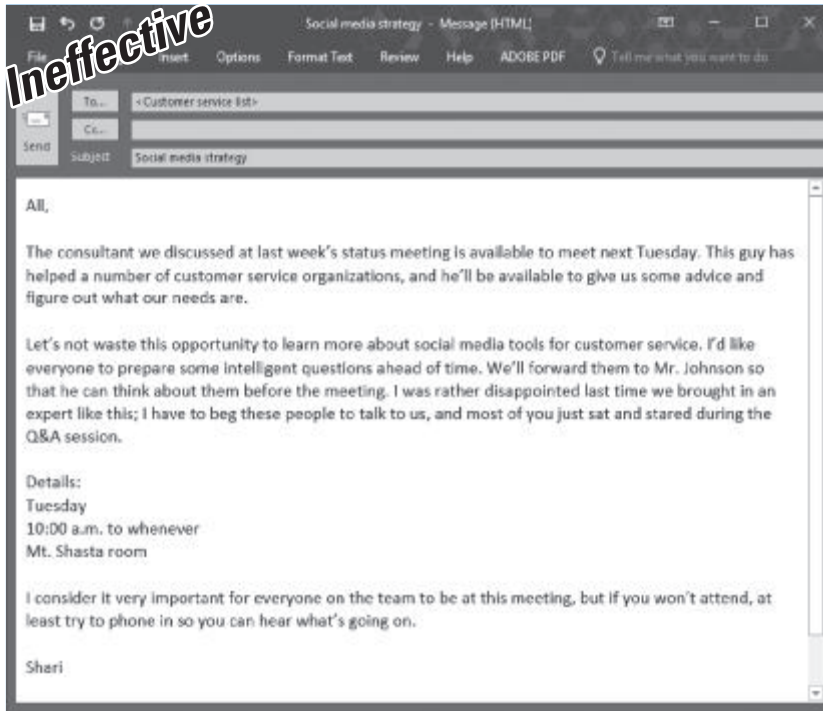 Ineffective
Social media strategy - Message (HTML)
File Insert Options Format Text Review Help ADOBE PDF Tell me what you want to do
To... <Customer service list>
Cc...
Send
Subject Social media strategy
All,
The consultant we discussed at last week's status meeting is available to meet next Tuesday. This guy has
helped a number of customer service organizations, and he'll be available to give us some advice and
figure out what our needs are.
Let's not waste this opportunity to learn more about social media tools for customer service. I'd like
everyone to prepare some intelligent questions ahead of time. We'll forward them to Mr. Johnson so
that he can think about them before the meeting. I was rather disappointed last time we brought in an
expert like this; I have to beg these people to talk to us, and most of you just sat and stared during the
Q&A session.
Details:
Tuesday
10:00 a.m. to whenever
Mt. Shasta room
I consider it very important for everyone on the team to be at this meeting, but if you won't attend, at
least try to phone in so you can hear what's going on.
Shari